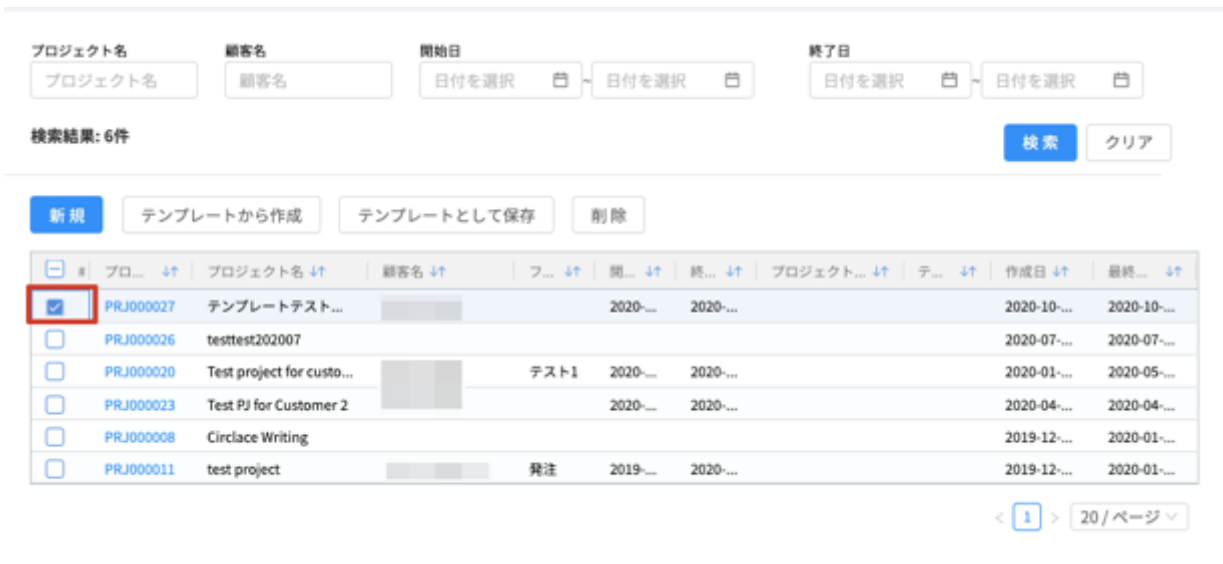 プロジェクト名 顧客名 開始日 終了日
プロジェクト名 顧客名 日付を選択 ~ 日付を選択 日付を選択 ~ 日付を選択
検索結果: 6件 検索 クリア
新規 テンプレートから作成 テンプレートとして保存 削除
# プロ... プロジェクト名 顧客名 フ... 開... 終... プロジェクト... テ... 作成日 最終...
PRJ000027 テンプレートテスト... 2020-... 2020-... 2020-10-... 2020-10-...
PRJ000026 testtest202007 2020-07-... 2020-07-...
PRJ000020 Test project for custo... テスト1 2020-... 2020-... 2020-01-... 2020-05-...
PRJ000023 Test PJ for Customer 2 2020-... 2020-... 2020-04-... 2020-04-...
PRJ000008 Circlace Writing 2019-12-... 2020-01-...
PRJ000011 test project 発注 2019-... 2020-... 2019-12-... 2020-01-...
< 1 > 20 / ページ